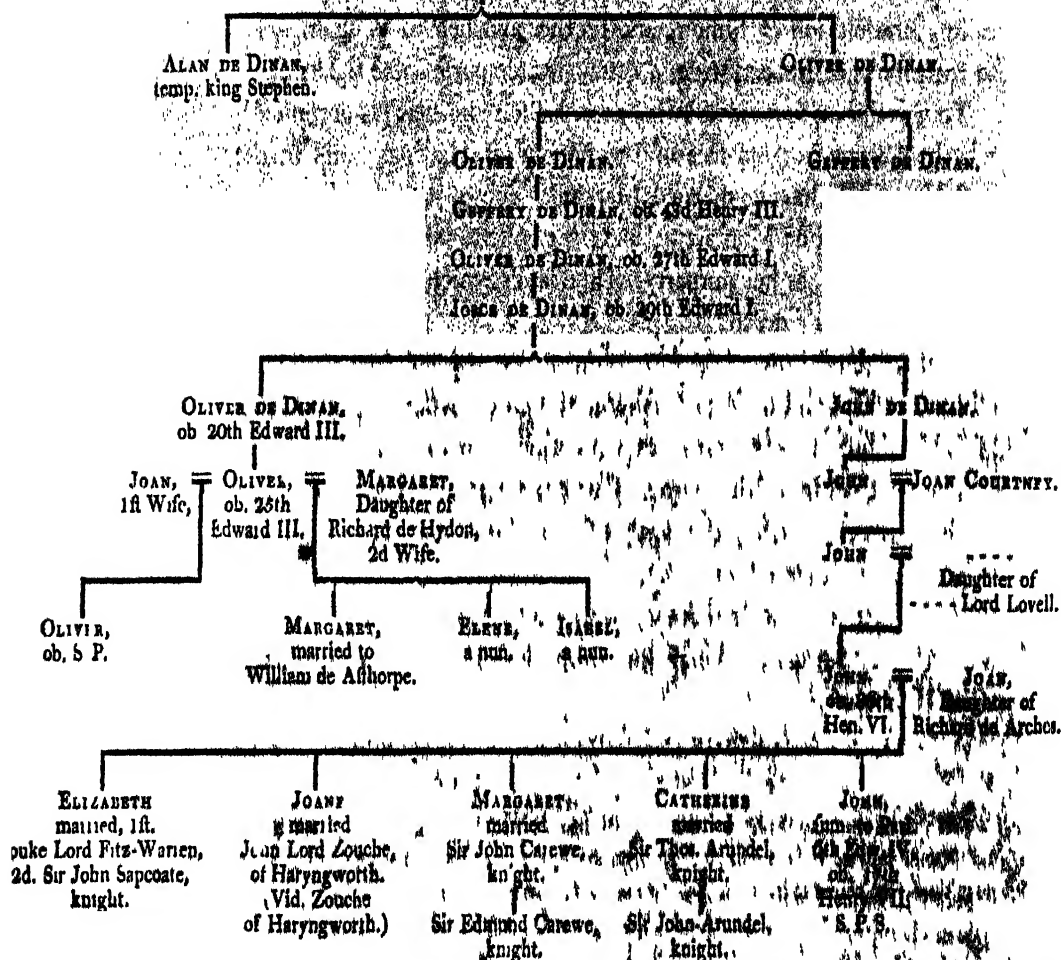 ALAN DE DINAN,
temp. king Stephen.
OLIVER DE DINAN.
OLIVER DE DINAN.
GEFFERY DE DINAN.
GEFFERY DE DINAN, ob. 43d Henry III.
OLIVER DE DINAN, ob. 27th Edward I.
JOSCE DE DINAN, ob. 29th Edward I.
OLIVER DE DINAN,
ob 20th Edward III.
JOHN DE DINAN.
JOAN,
1st Wife,
OLIVER,
ob. 25th
Edward III.
MARGARET,
Daughter of
Richard de Hydon,
2d Wife.
JOHN
JOAN COURTNEY.
JOHN
- - - -
Daughter of
- - - - Lord Lovell.
OLIVER,
ob. S P.
MARGARET,
married to
William de Asthorpe.
ELENE,
a nun.
ISABEL,
a nun.
JOHN,
Hen. VI.
JOAN,
Daughter of
Richard de Arches.
ELIZABETH
married, 1st.
Lord Fitz-Warren,
2d. Sir John Sapcoate,
knight.
JOANE
married
John Lord Zouche,
of Haryngworth.
(Vid. Zouche
of Haryngworth.)
MARGARET,
married
Sir John Carewe,
knight.
Sir Edmund Carewe,
knight.
CATHERINE
married
Sir Thos. Arundel,
knight.
Sir John Arundel,
knight.
JOHN,
ob.
Henry VII.
S. P. S.